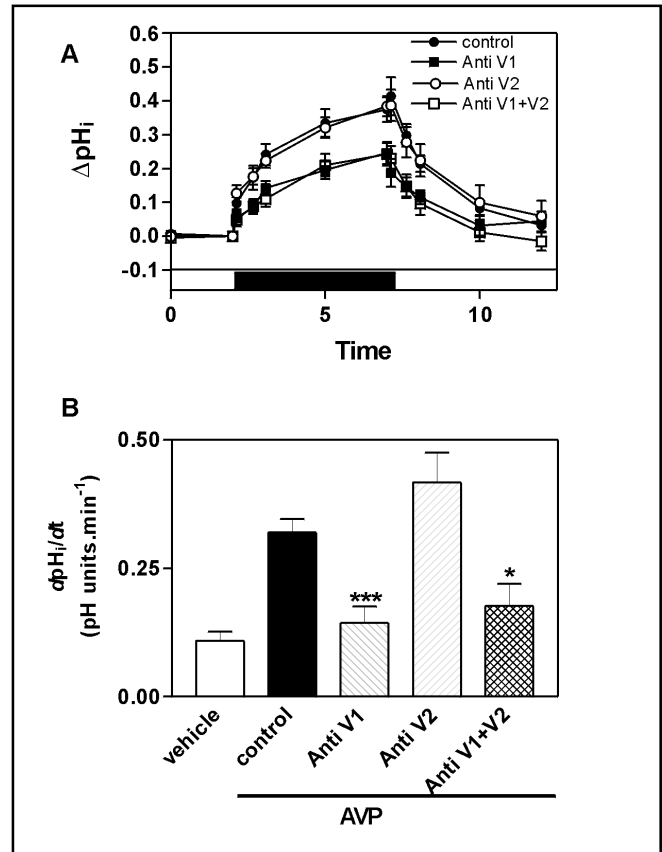 A
control
Anti V1
Anti V2
Anti V1+V2
ΔpHi
0.6
0.5
0.4
0.3
0.2
0.1
0.0
-0.1
0 5 10
Time
B
dpHi/dt
(pH units.min-1)
0.50
0.25
0.00
***
*
vehicle
control
Anti V1
Anti V2
Anti V1+V2
AVP